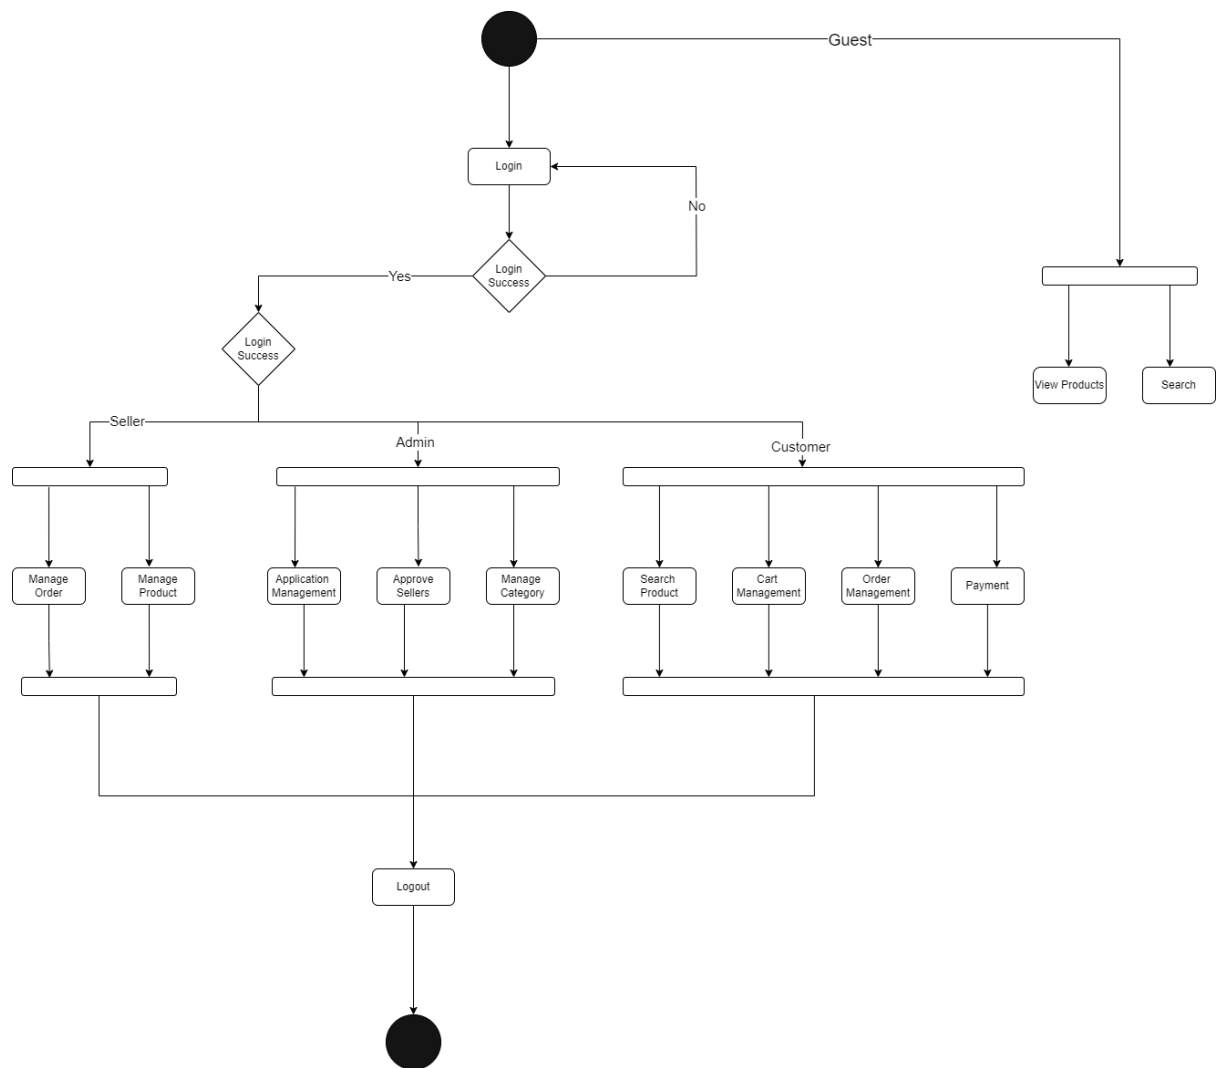 Guest
Login
No
Login
Success
Yes
Login
Success
View Products
Search
Seller
Admin
Customer
Manage
Order
Manage
Product
Application
Management
Approve
Sellers
Manage
Category
Search
Product
Cart
Management
Order
Management
Payment
Logout